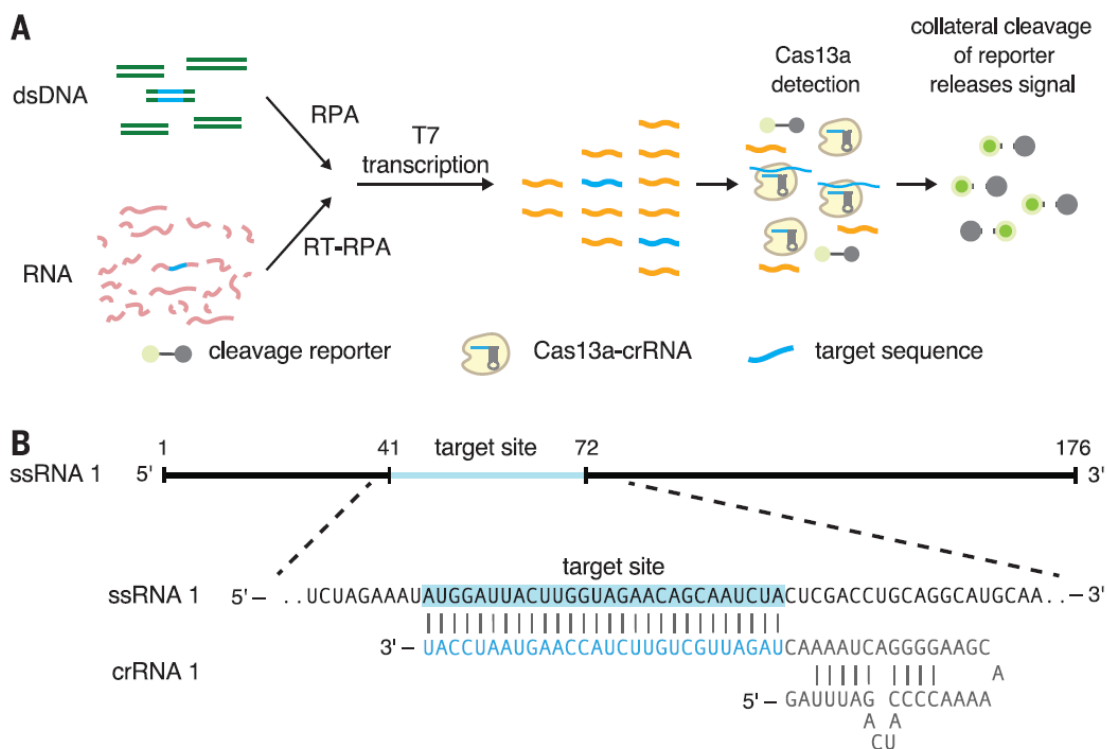 A
dsDNA
RPA
T7
transcription
Cas13a
detection
collateral cleavage
of reporter
releases signal
RNA
RT-RPA
cleavage reporter
Cas13a-crRNA
target sequence
B
1
41
target site
72
176
ssRNA 1
5'
3'
target site
ssRNA 1
5'– ..UCUAGAAAUAUGGAUUACUUGGUAGAACAGCAAUCUACUCGACCUGCAGGCAUGCAA..–3'
3'– UACCUAAUGAACCAUCUUGUCGUUAGAUCAAAAUCAGGGGAAGC
crRNA 1
A
5'– GAUUUAG CCCCAAAA
A A
CU